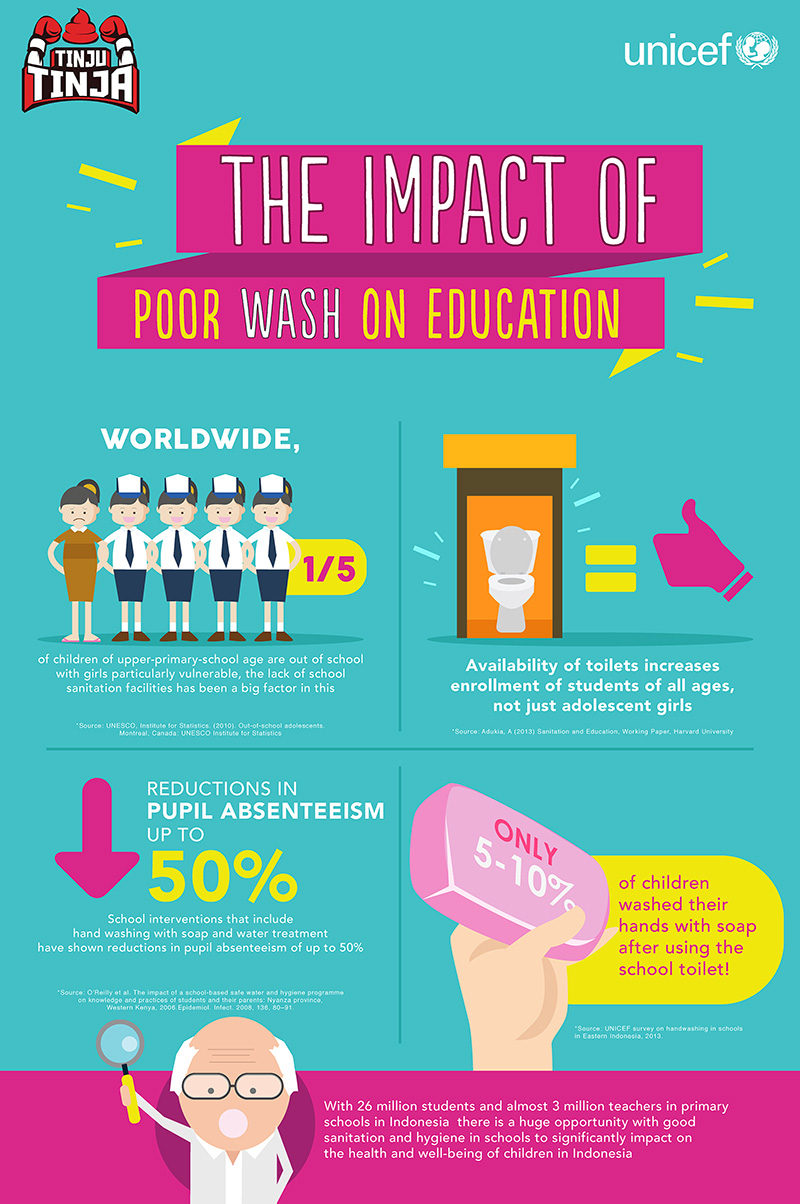 TINJU
TINJA
unicef
THE IMPACT OF
POOR WASH ON EDUCATION
WORLDWIDE,
1/5
of children of upper-primary-school age are out of school
with girls particularly vulnerable, the lack of school
sanitation facilities has been a big factor in this
*Source: UNESCO, Institute for Statistics. (2010). Out-of-school adolescents.
Montreal, Canada: UNESCO Institute for Statistics
Availability of toilets increases
enrollment of students of all ages,
not just adolescent girls
*Source: Adukia, A (2013) Sanitation and Education, Working Paper, Harvard University
REDUCTIONS IN
PUPIL ABSENTEEISM
UP TO
50%
School interventions that include
hand washing with soap and water treatment
have shown reductions in pupil absenteeism of up to 50%
*Source: O'Reilly et al. The impact of a school-based safe water and hygiene programme
on knowledge and practices of students and their parents: Nyanza province,
Western Kenya, 2006.Epidemiol. Infect. 2008, 136, 80–91.
ONLY
5-10%
of children
washed their
hands with soap
after using the
school toilet!
*Source: UNICEF survey on handwashing in schools
in Eastern Indonesia, 2013.
With 26 million students and almost 3 million teachers in primary
schools in Indonesia there is a huge opportunity with good
sanitation and hygiene in schools to significantly impact on
the health and well-being of children in Indonesia